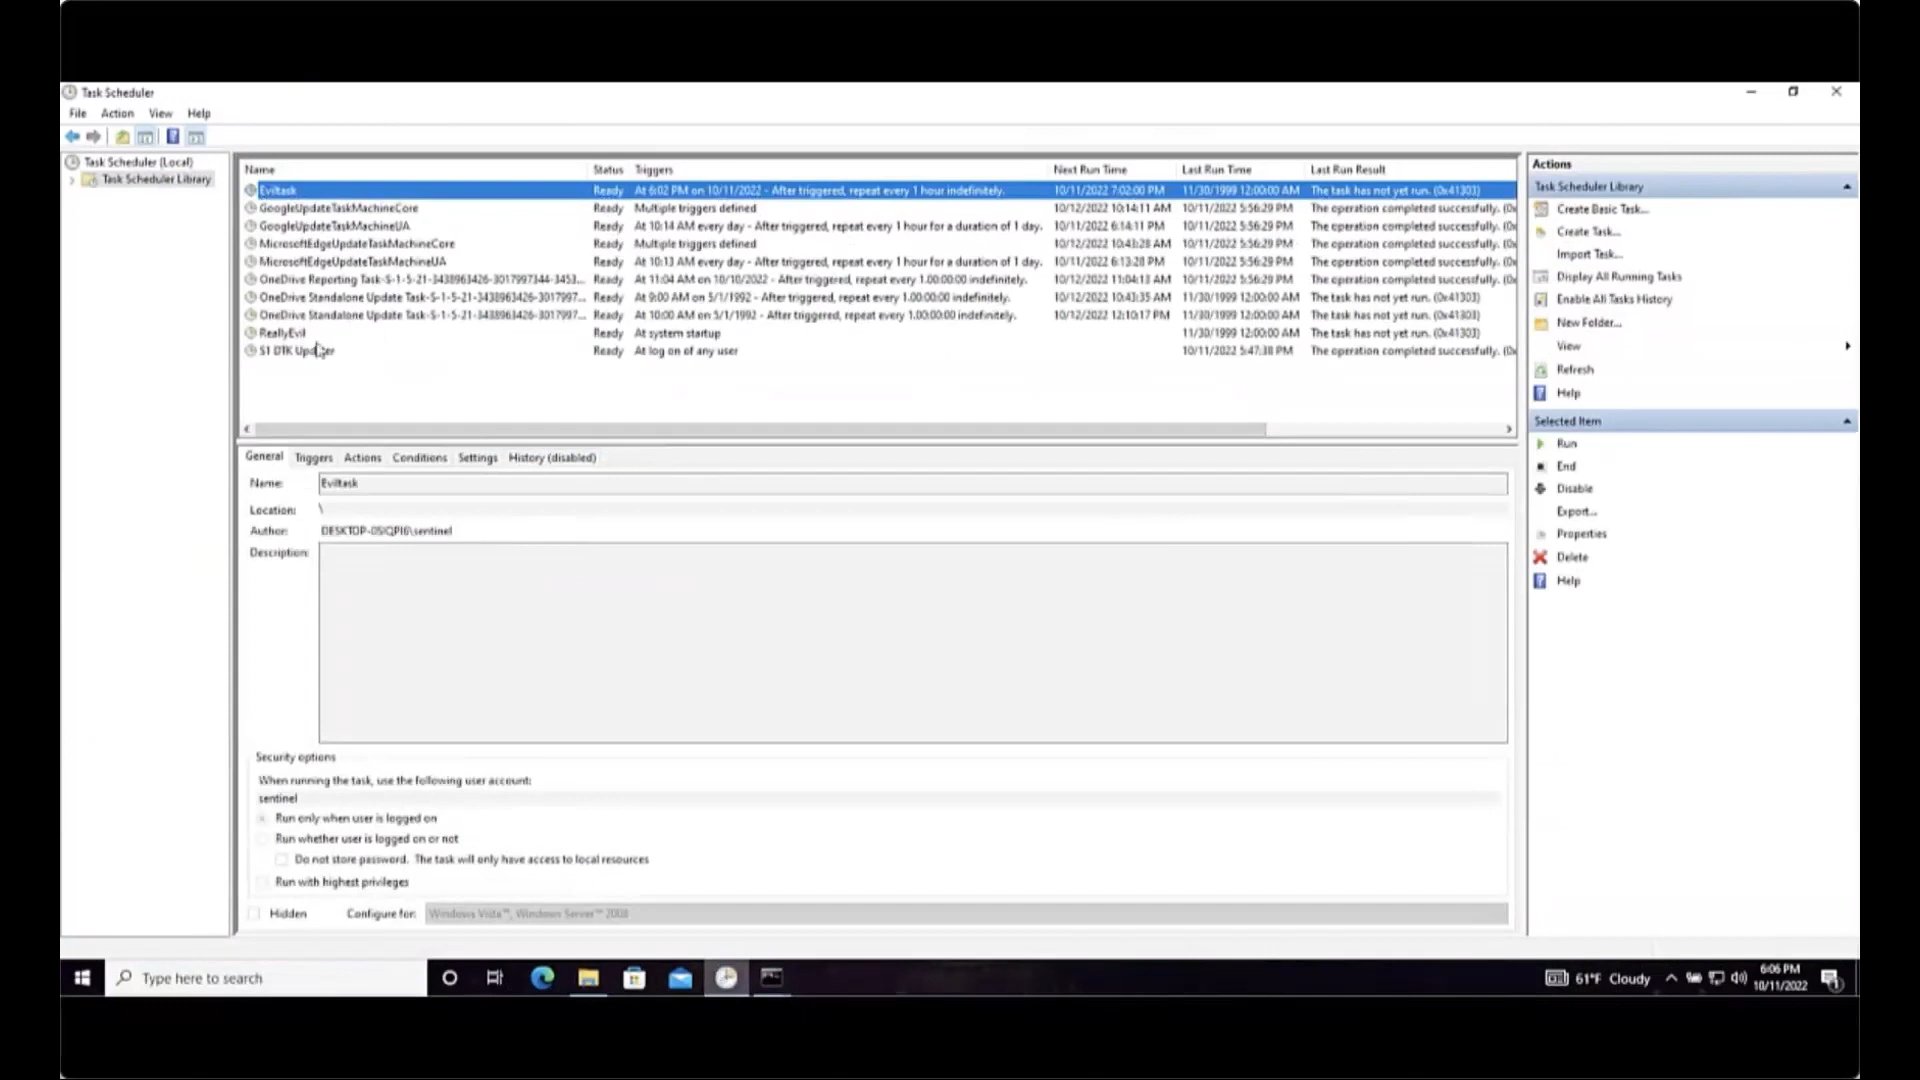 Task Scheduler
File Action View Help
Task Scheduler (Local)
Task Scheduler Library
Name Status Triggers Next Run Time Last Run Time Last Run Result
Eviltask Ready At 6:02 PM on 10/11/2022 - After triggered, repeat every 1 hour indefinitely. 10/11/2022 7:02:00 PM 11/30/1999 12:00:00 AM The task has not yet run. (0x41303)
GoogleUpdateTaskMachineCore Ready Multiple triggers defined 10/12/2022 10:14:11 AM 10/11/2022 5:56:29 PM The operation completed successfully. (0x
GoogleUpdateTaskMachineUA Ready At 10:14 AM every day - After triggered, repeat every 1 hour for a duration of 1 day. 10/11/2022 6:14:11 PM 10/11/2022 5:56:29 PM The operation completed successfully. (0x
MicrosoftEdgeUpdateTaskMachineCore Ready Multiple triggers defined 10/12/2022 10:43:28 AM 10/11/2022 5:56:29 PM The operation completed successfully. (0x
MicrosoftEdgeUpdateTaskMachineUA Ready At 10:13 AM every day - After triggered, repeat every 1 hour for a duration of 1 day. 10/11/2022 6:13:28 PM 10/11/2022 5:56:29 PM The operation completed successfully. (0x
OneDrive Reporting Task-S-1-5-21-3438963426-3017997344-3453... Ready At 11:04 AM on 10/10/2022 - After triggered, repeat every 1.00:00:00 indefinitely. 10/12/2022 11:04:13 AM 10/11/2022 5:56:29 PM The operation completed successfully. (0x
OneDrive Standalone Update Task-S-1-5-21-3438963426-3017997... Ready At 9:00 AM on 5/1/1992 - After triggered, repeat every 1.00:00:00 indefinitely. 10/12/2022 10:43:35 AM 11/30/1999 12:00:00 AM The task has not yet run. (0x41303)
OneDrive Standalone Update Task-S-1-5-21-3438963426-3017997... Ready At 10:00 AM on 5/1/1992 - After triggered, repeat every 1.00:00:00 indefinitely. 10/12/2022 12:10:17 PM 11/30/1999 12:00:00 AM The task has not yet run. (0x41303)
ReallyEvil Ready At system startup 11/30/1999 12:00:00 AM The task has not yet run. (0x41303)
S1 DTK Updater Ready At log on of any user 10/11/2022 5:47:38 PM The operation completed successfully. (0x
General Triggers Actions Conditions Settings History (disabled)
Name: Eviltask
Location: \
Author: DESKTOP-05IQPI6\sentinel
Description:
Security options
When running the task, use the following user account:
sentinel
Run only when user is logged on
Run whether user is logged on or not
Do not store password. The task will only have access to local resources
Run with highest privileges
Hidden Configure for: Windows Vista™, Windows Server™ 2008
Actions
Task Scheduler Library
Create Basic Task...
Create Task...
Import Task...
Display All Running Tasks
Enable All Tasks History
New Folder...
View
Refresh
Help
Selected Item
Run
End
Disable
Export...
Properties
Delete
Help
Type here to search
61°F Cloudy
6:06 PM
10/11/2022
1